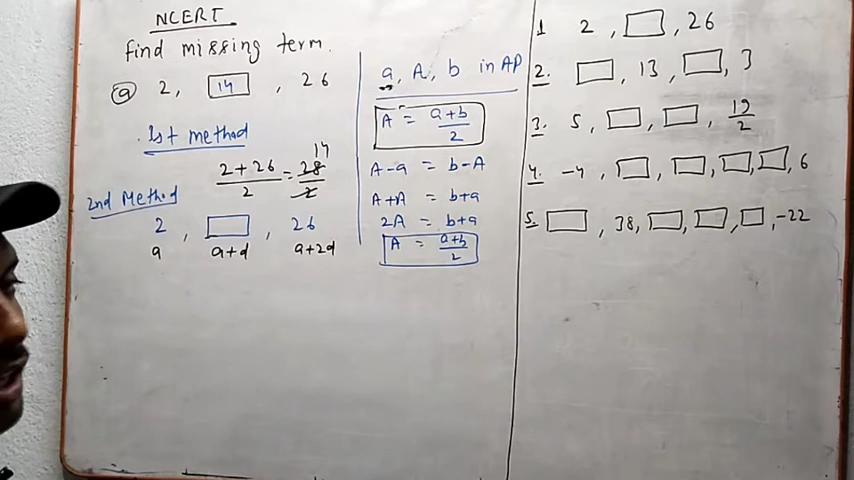 NCERT
find missing term.
(a) 2, 14, 26
1st method
2+26/2 = 28/2 14
2nd Method
2, , 26
a a+d a+2d
a, A, b in AP
A = a+b/2
A-a = b-A
A+A = b+a
2A = b+a
A = a+b/2
1 2, , 26
2. , 13, , 3
3. 5, , , 19/2
4. -4, , , , , 6
5. , 38, , , , -22